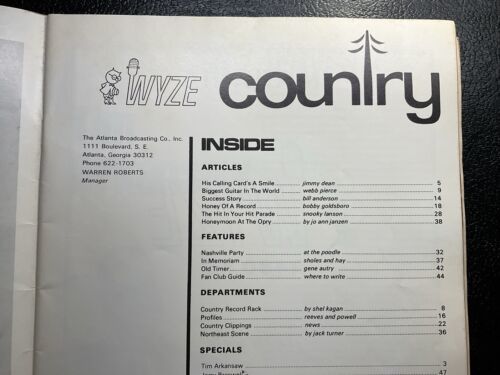 WYZE country
The Atlanta Broadcasting Co., Inc.
1111 Boulevard, S. E.
Atlanta, Georgia 30312
Phone 622-1703
WARREN ROBERTS
Manager
INSIDE
ARTICLES
His Calling Card's A Smile jimmy dean 5
Biggest Guitar In The World webb pierce 9
Success Story bill anderson 14
Honey Of A Record bobby goldsboro 18
The Hit In Your Hit Parade snooky lanson 28
Honeymoon At The Opry by jo ann janzen 38
FEATURES
Nashville Party at the poodle 32
In Memoriam sholes and hay 37
Old Timer gene autry 42
Fan Club Guide where to write 44
DEPARTMENTS
Country Record Rack by shel kagan 8
Profiles reeves and powell 16
Country Clippings news 22
Northeast Scene by jack turner 36
SPECIALS
Tim Arkansaw 3
47